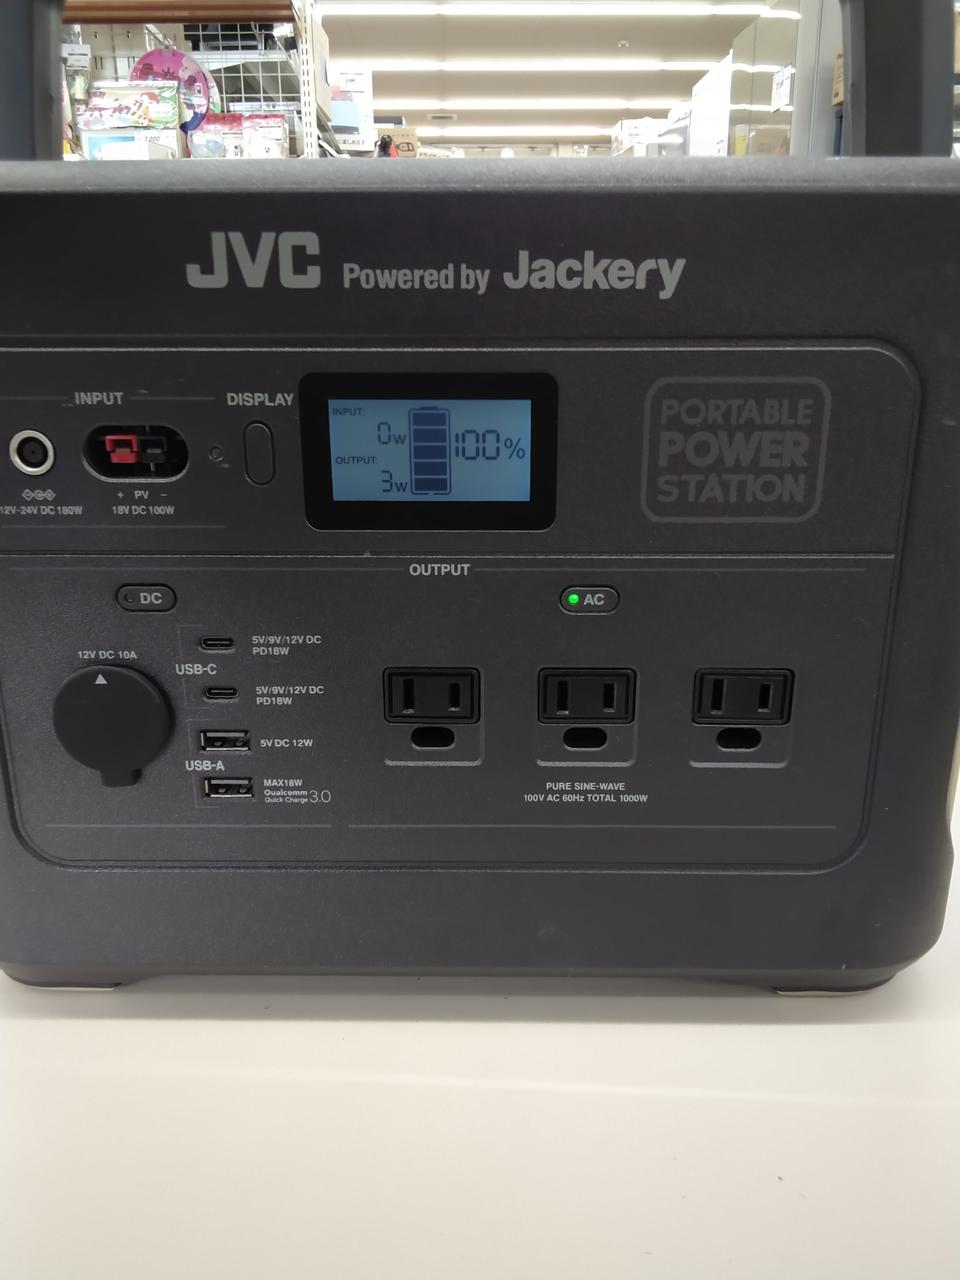 JVC Powered by Jackery
INPUT
DISPLAY
INPUT:
0w
OUTPUT:
3w
100%
PORTABLE
POWER
STATION
12V-24V DC 180W
+ PV −
18V DC 100W
OUTPUT
DC
AC
12V DC 10A
USB-C
5V/9V/12V DC
PD18W
5V/9V/12V DC
PD18W
USB-A
5V DC 12W
MAX18W
Qualcomm
Quick Charge 3.0
PURE SINE-WAVE
100V AC 60Hz TOTAL 1000W